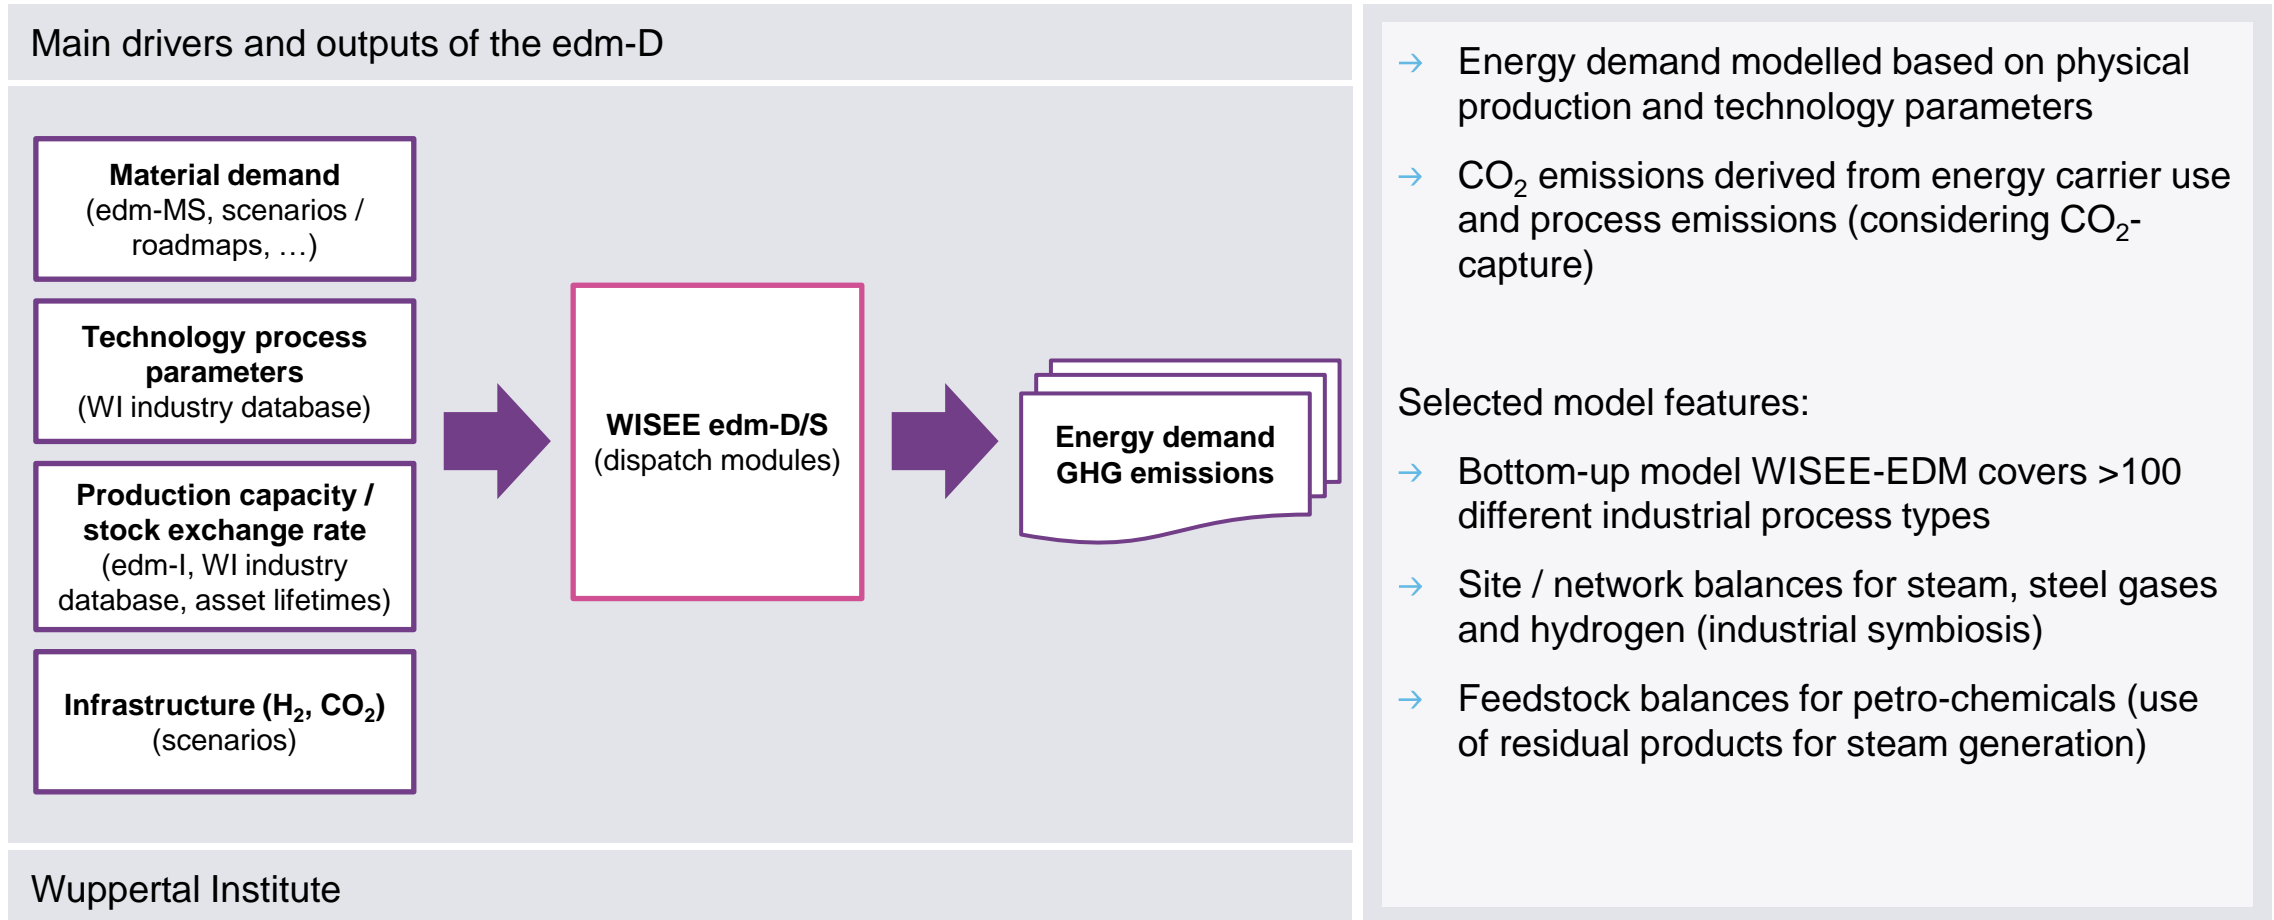 Main drivers and outputs of the edm-D
Material demand
(edm-MS, scenarios /
roadmaps, …)
Technology process
parameters
(WI industry database)
Production capacity /
stock exchange rate
(edm-I, WI industry
database, asset lifetimes)
Infrastructure (H₂, CO₂)
(scenarios)
WISEE edm-D/S
(dispatch modules)
Energy demand
GHG emissions
Wuppertal Institute
→ Energy demand modelled based on physical
production and technology parameters
→ CO₂ emissions derived from energy carrier use
and process emissions (considering CO₂-
capture)
Selected model features:
→ Bottom-up model WISEE-EDM covers >100
different industrial process types
→ Site / network balances for steam, steel gases
and hydrogen (industrial symbiosis)
→ Feedstock balances for petro-chemicals (use
of residual products for steam generation)